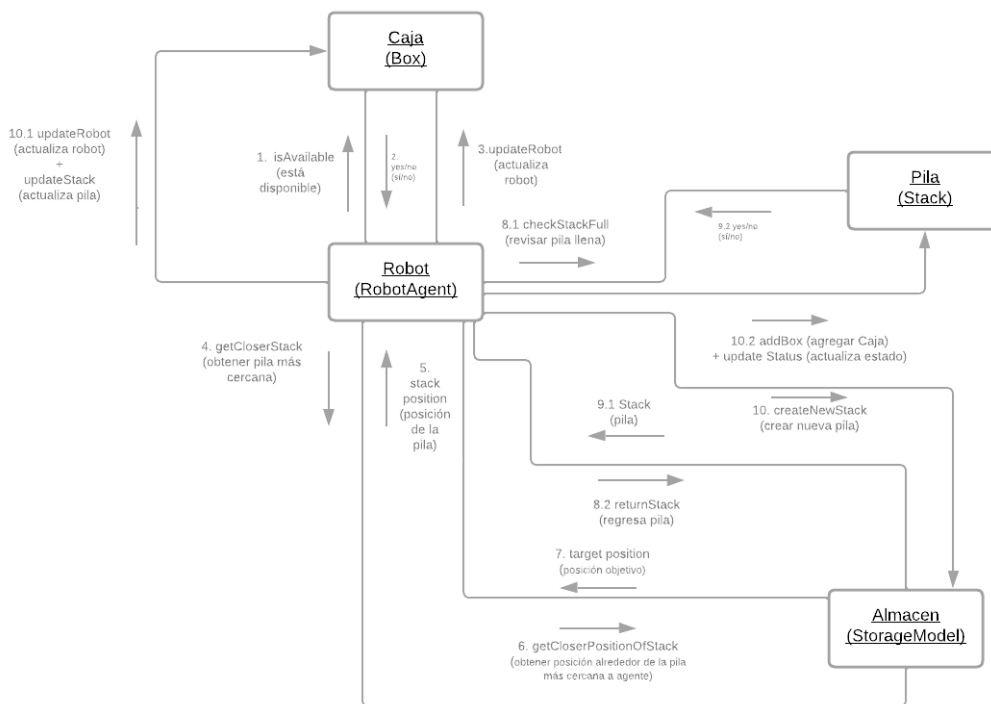 Caja
(Box)
10.1 updateRobot
(actualiza robot)
+
updateStack
(actualiza pila)
1. isAvailable
(está
disponible)
2.
yes/no
(sí/no)
3.updateRobot
(actualiza
robot)
Pila
(Stack)
9.2 yes/no
(sí/no)
8.1 checkStackFull
(revisar pila llena)
Robot
(RobotAgent)
10.2 addBox (agregar Caja)
+ update Status (actualiza estado)
4. getCloserStack
(obtener pila más
cercana)
5.
stack
position
(posición
de la
pila)
9.1 Stack
(pila)
10. createNewStack
(crear nueva pila)
8.2 returnStack
(regresa pila)
7. target position
(posición objetivo)
Almacen
(StorageModel)
6. getCloserPositionOfStack
(obtener posición alrededor de la pila
más cercana a agente)